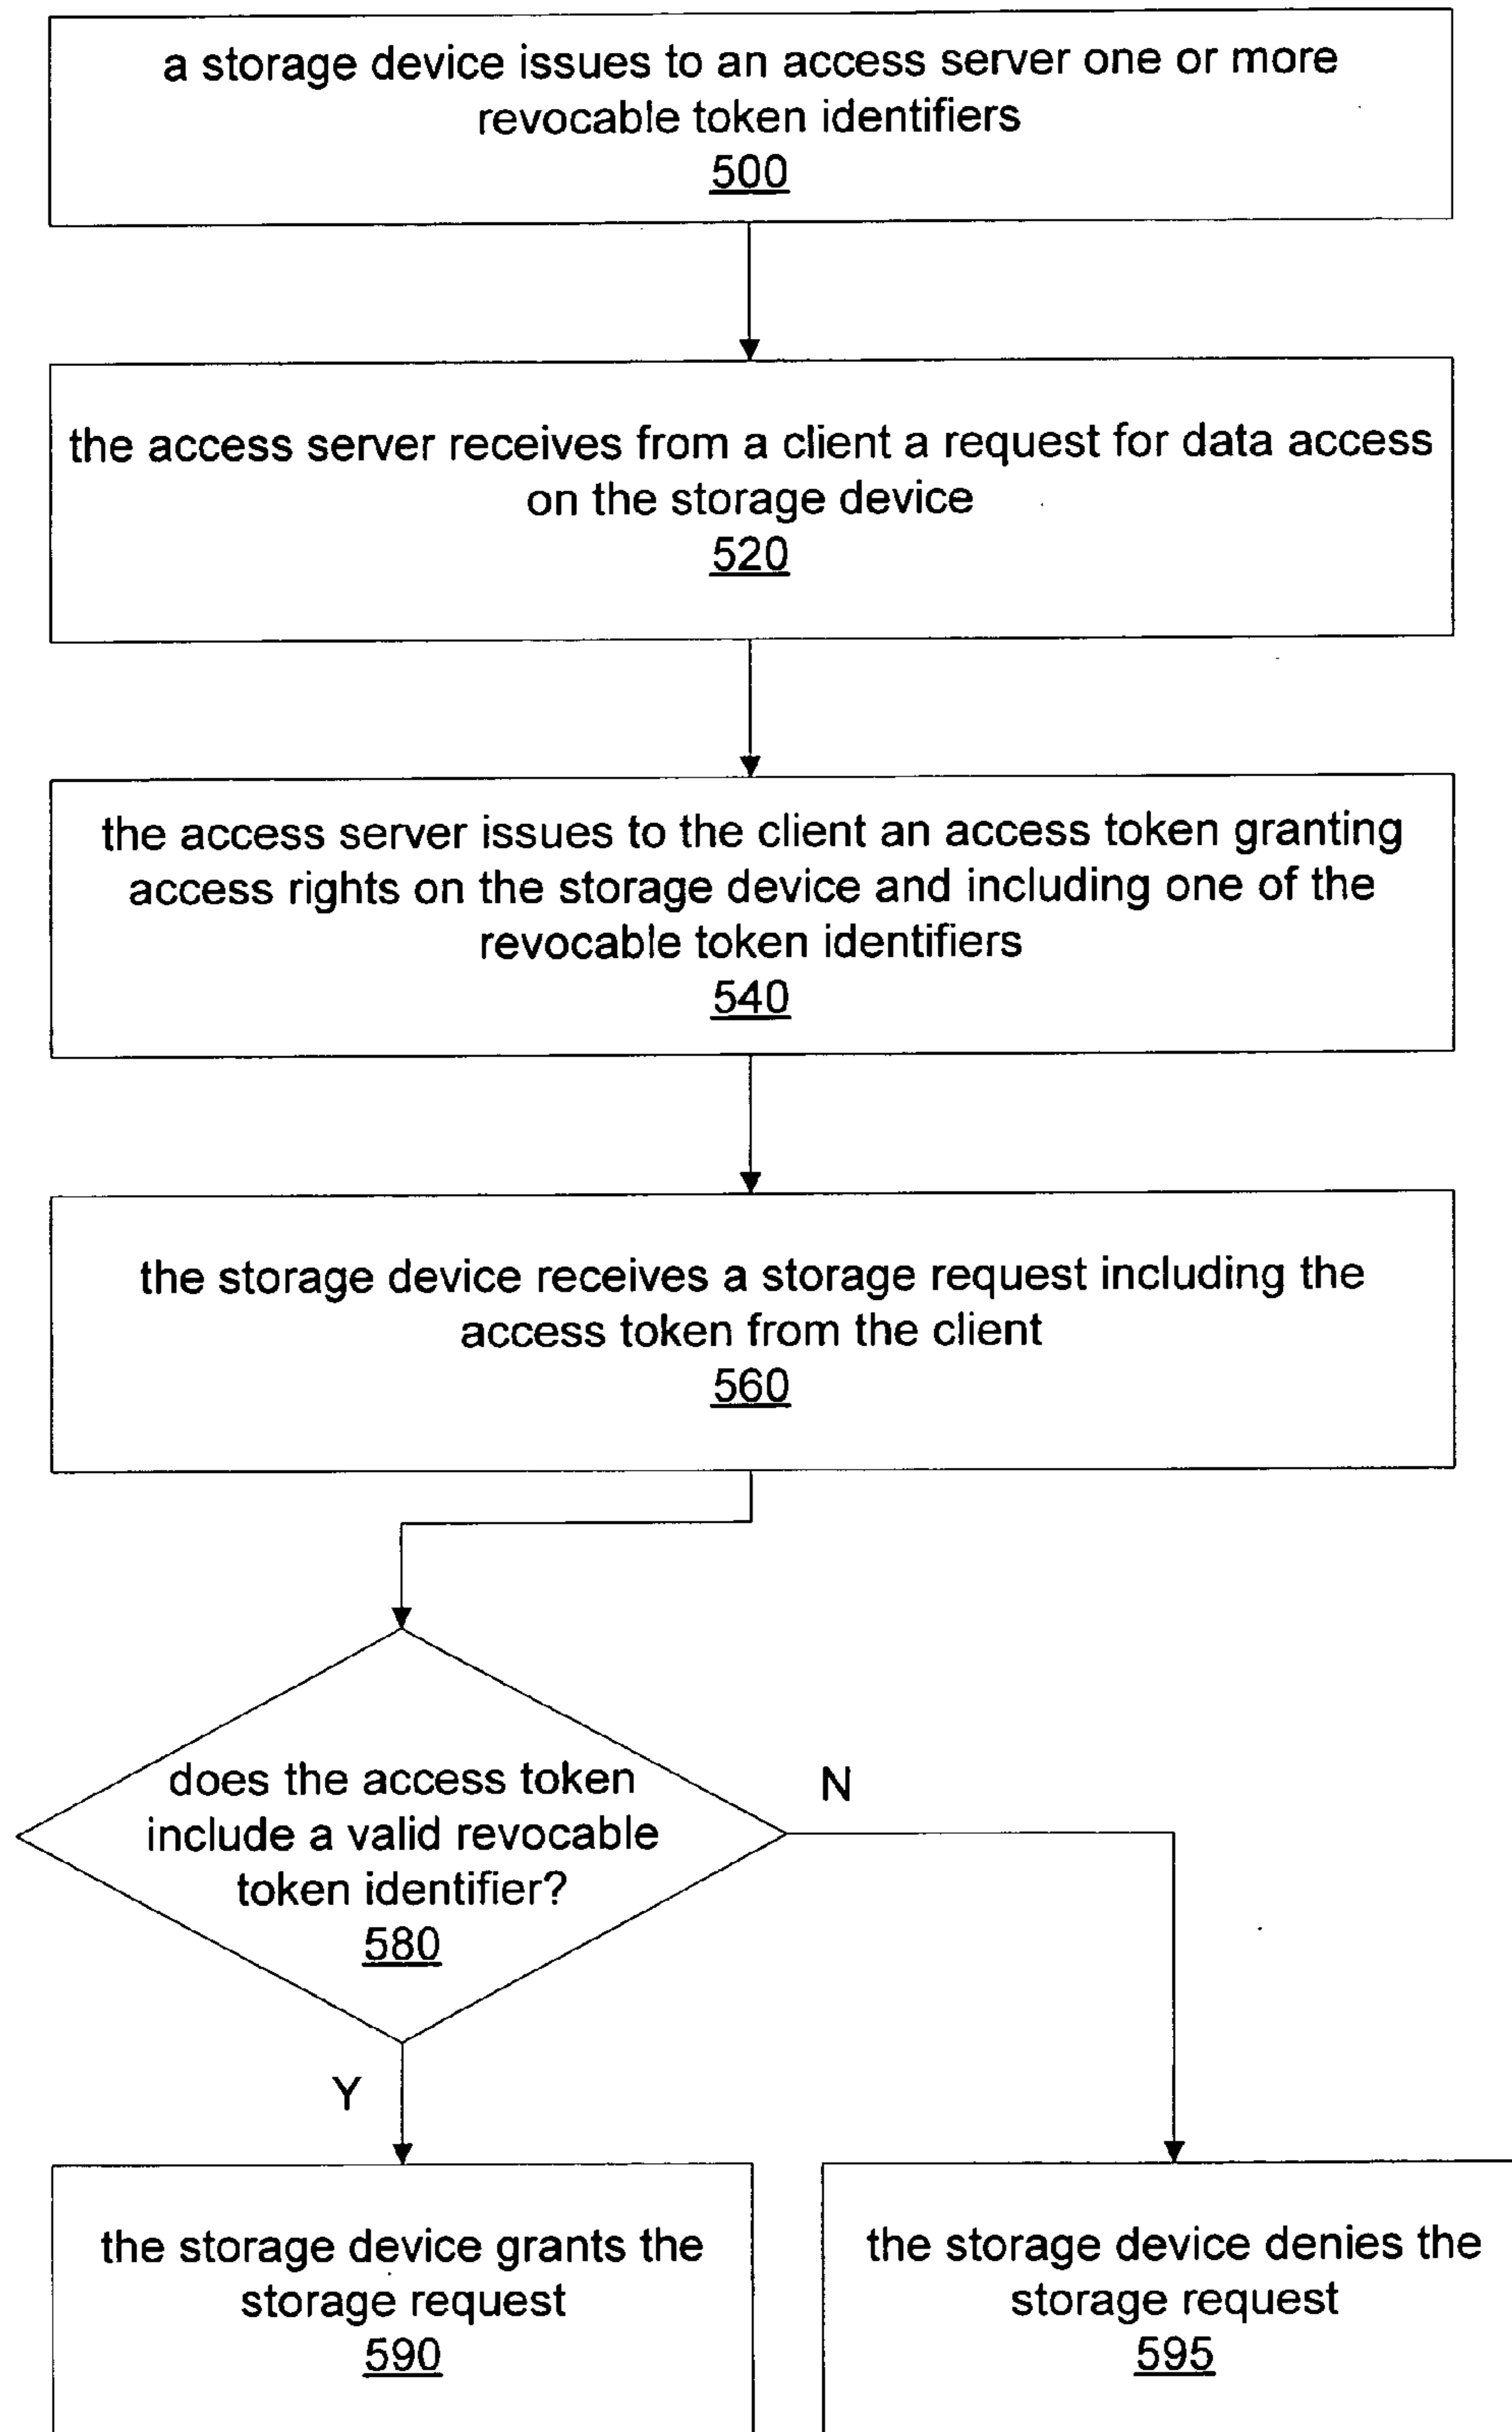 a storage device issues to an access server one or more
revocable token identifiers
500
the access server receives from a client a request for data access
on the storage device
520
the access server issues to the client an access token granting
access rights on the storage device and including one of the
revocable token identifiers
540
the storage device receives a storage request including the
access token from the client
560
does the access token
include a valid revocable
token identifier?
580
N
Y
the storage device grants the
storage request
590
the storage device denies the
storage request
595